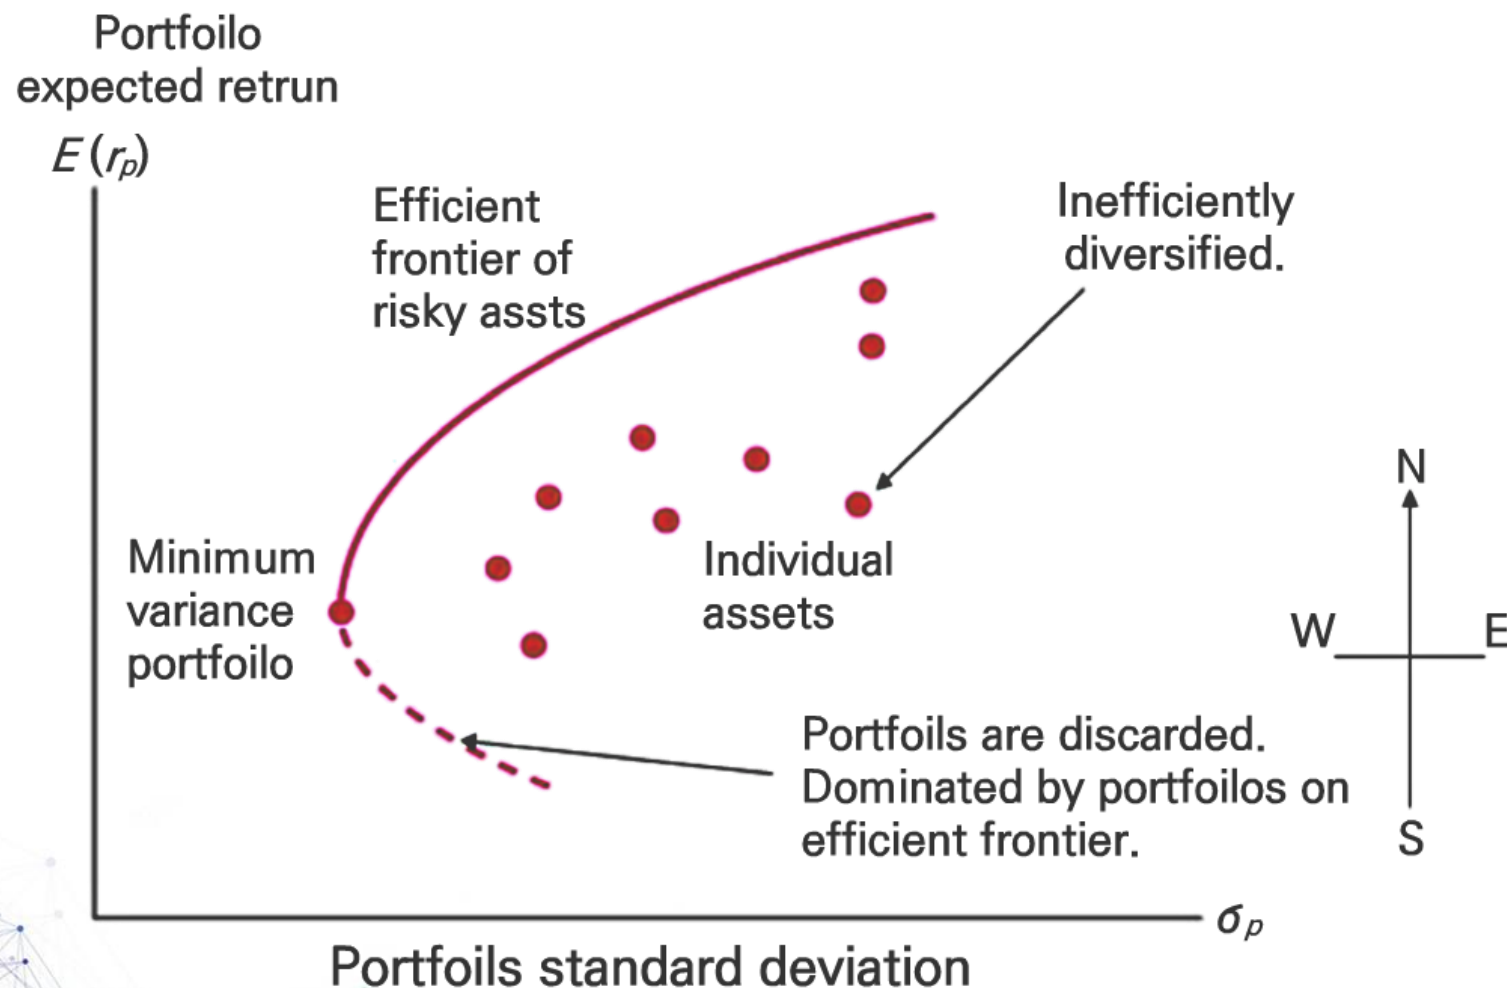 Portfoilo
expected retrun
E (rₚ)
Efficient
frontier of
risky assts
Inefficiently
diversified.
N
Minimum
variance
portfoilo
Individual
assets
W
E
Portfoils are discarded.
Dominated by portfoilos on
efficient frontier.
S
σₚ
Portfoils standard deviation